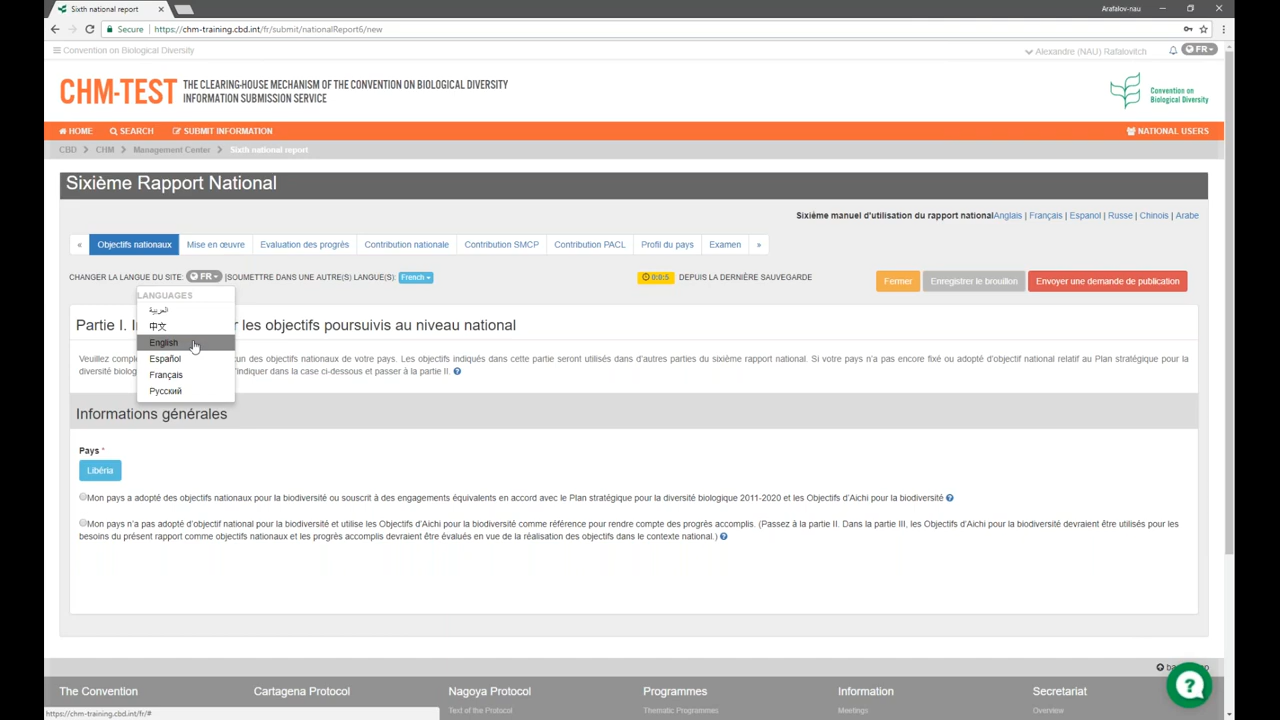 Sixth national report
Arafalov-nau
Secure
https://chm-training.cbd.int/fr/submit/nationalReport6/new
Convention on Biological Diversity
Alexandre (NAU) Rafalovitch
FR
CHM-TEST
THE CLEARING-HOUSE MECHANISM OF THE CONVENTION ON BIOLOGICAL DIVERSITY
INFORMATION SUBMISSION SERVICE
Convention on
Biological Diversity
HOME
SEARCH
SUBMIT INFORMATION
NATIONAL USERS
CBD
CHM
Management Center
Sixth national report
Sixième Rapport National
Sixième manuel d'utilisation du rapport nationalAnglais | Français | Espanol | Russe | Chinois | Arabe
«
Objectifs nationaux
Mise en œuvre
Evaluation des progrès
Contribution nationale
Contribution SMCP
Contribution PACL
Profil du pays
Examen
»
CHANGER LA LANGUE DU SITE: FR |SOUMETTRE DANS UNE AUTRE(S) LANGUE(S): French
0:0:5 DEPUIS LA DERNIÈRE SAUVEGARDE
Fermer
Enregistrer le brouillon
Envoyer une demande de publication
LANGUAGES
العربية
中文
English
Español
Français
Русский
Partie I. I
r les objectifs poursuivis au niveau national
Veuillez compl
cun des objectifs nationaux de votre pays. Les objectifs indiqués dans cette partie seront utilisés dans d'autres parties du sixième rapport national. Si votre pays n'a pas encore fixé ou adopté d'objectif national relatif au Plan stratégique pour la
diversité biolog
'indiquer dans la case ci-dessous et passer à la partie II.
Informations générales
Pays *
Libéria
Mon pays a adopté des objectifs nationaux pour la biodiversité ou souscrit à des engagements équivalents en accord avec le Plan stratégique pour la diversité biologique 2011-2020 et les Objectifs d'Aichi pour la biodiversité
Mon pays n'a pas adopté d'objectif national pour la biodiversité et utilise les Objectifs d'Aichi pour la biodiversité comme référence pour rendre compte des progrès accomplis. (Passez à la partie II. Dans la partie III, les Objectifs d'Aichi pour la biodiversité devraient être utilisés pour les
besoins du présent rapport comme objectifs nationaux et les progrès accomplis devraient être évalués en vue de la réalisation des objectifs dans le contexte national.)
The Convention
Cartagena Protocol
Nagoya Protocol
Programmes
Information
Secretariat
Text of the Protocol
Thematic Programmes
Meetings
Overview
https://chm-training.cbd.int/fr/#